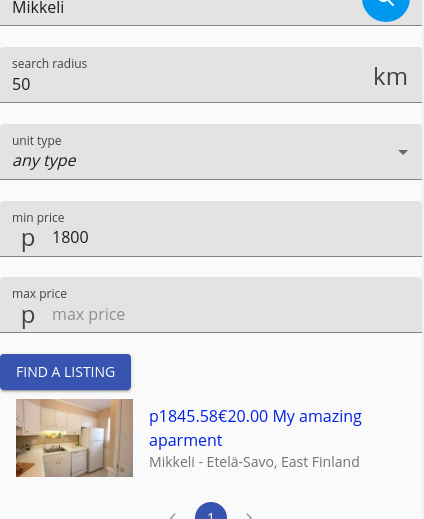 Mikkeli
search radius
50
km
unit type
any type
min price
p 1800
max price
p max price
FIND A LISTING
p1845.58€20.00 My amazing
aparment
Mikkeli - Etelä-Savo, East Finland
1